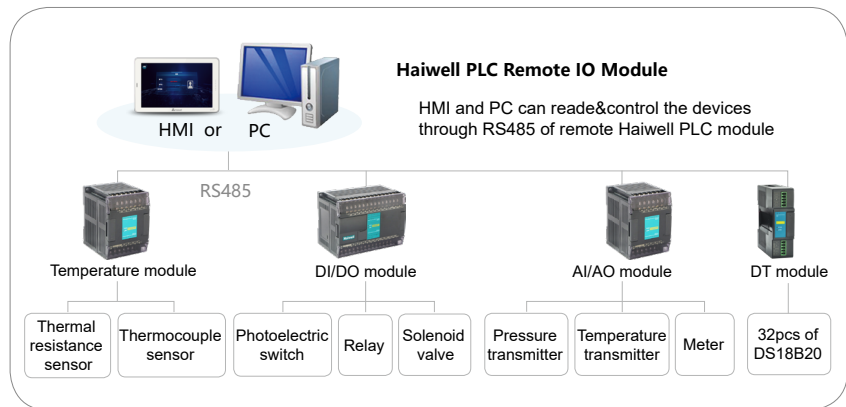 Haiwell PLC Remote IO Module
HMI and PC can reade&control the devices
through RS485 of remote Haiwell PLC module
HMI or PC
RS485
Temperature module
DI/DO module
AI/AO module
DT module
Thermal
resistance
sensor
Thermocouple
sensor
Photoelectric
switch
Relay
Solenoid
valve
Pressure
transmitter
Temperature
transmitter
Meter
32pcs of
DS18B20